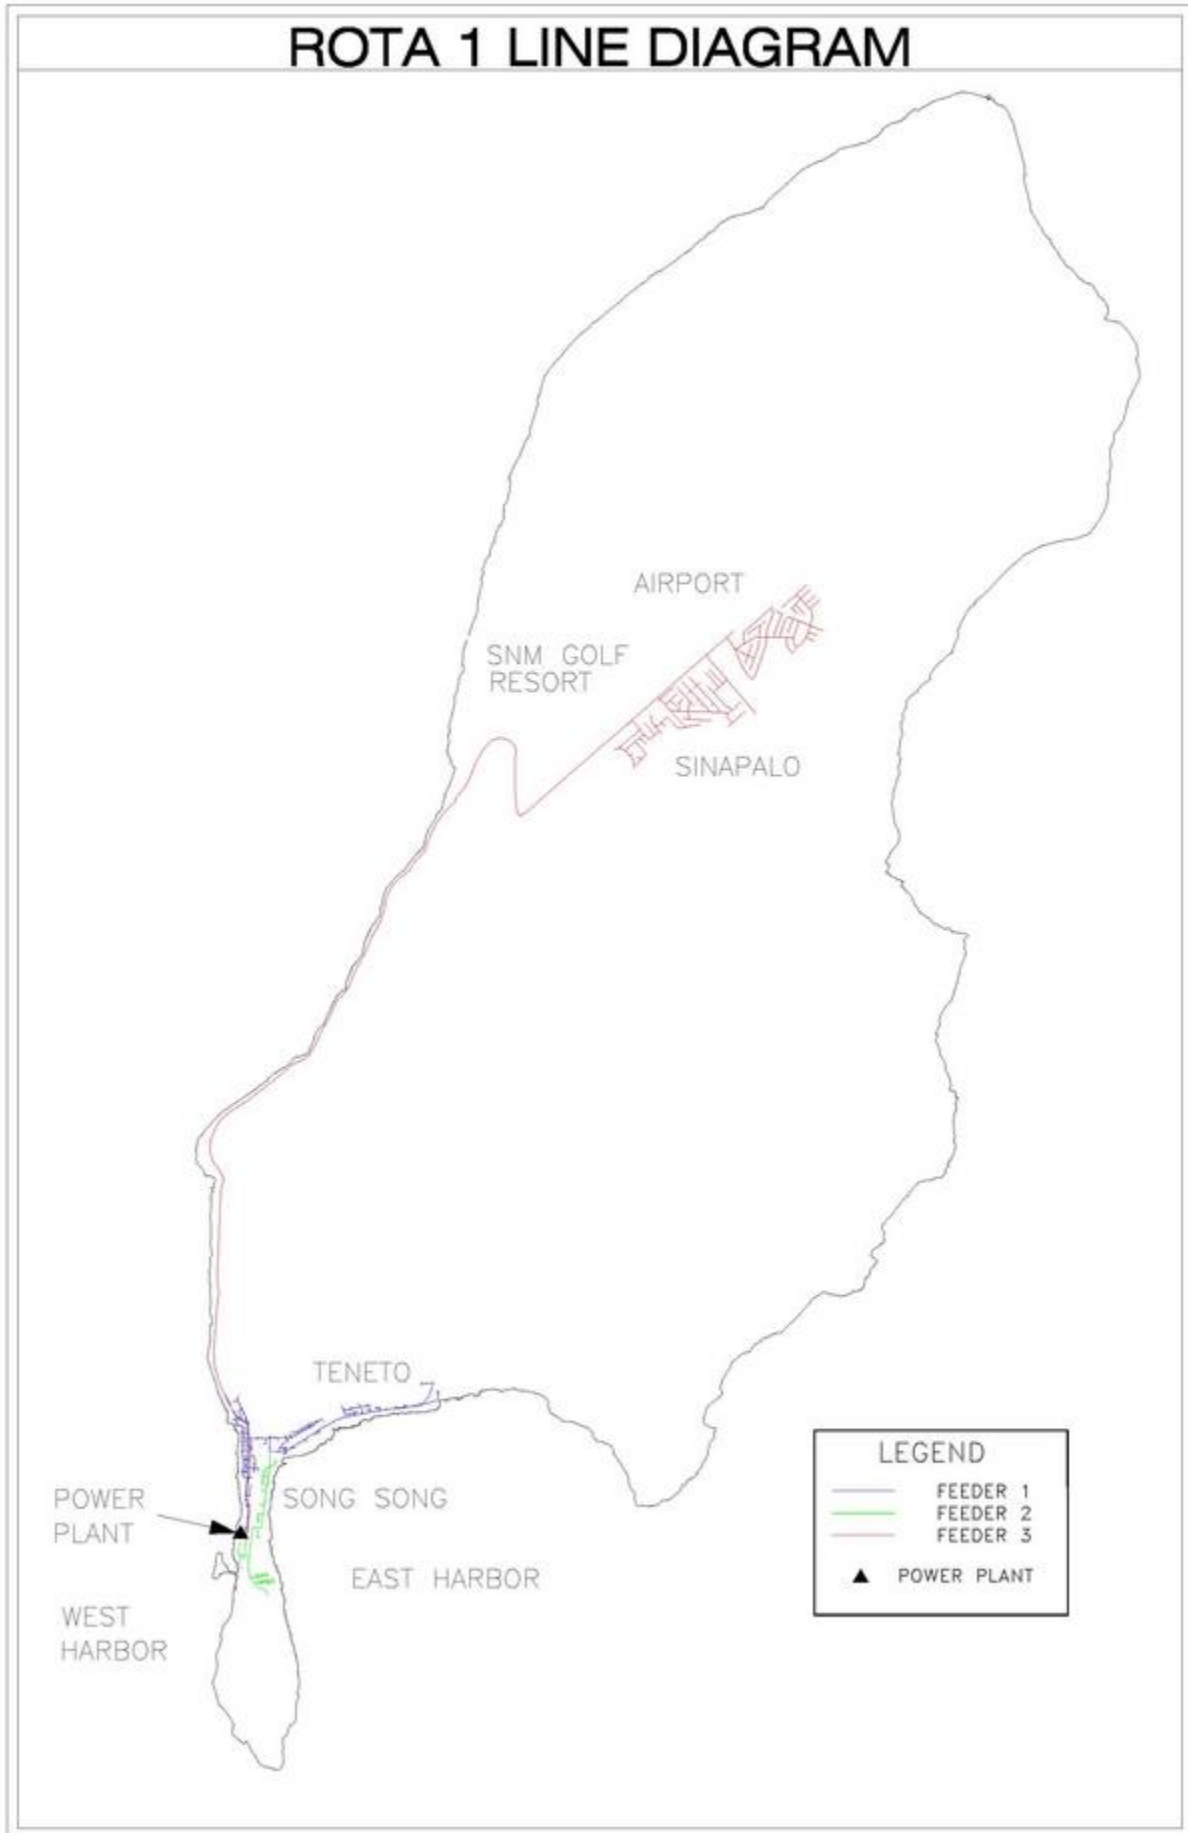 ROTA 1 LINE DIAGRAM
AIRPORT
SNM GOLF
RESORT
SINAPALO
TENETO
POWER
PLANT
SONG SONG
EAST HARBOR
WEST
HARBOR
LEGEND
FEEDER 1
FEEDER 2
FEEDER 3
POWER PLANT